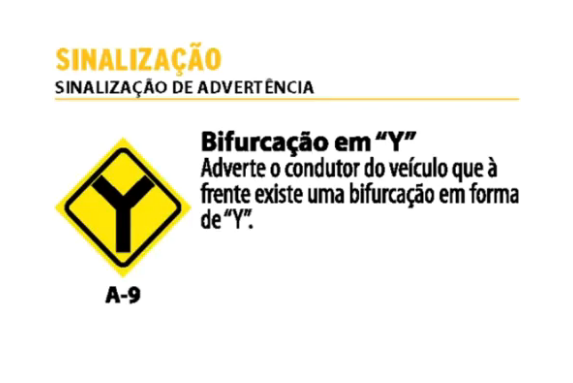 SINALIZAÇÃO
SINALIZAÇÃO DE ADVERTÊNCIA
Bifurcação em “Y”
Adverte o condutor do veículo que à
frente existe uma bifurcação em forma
de “Y”.
Y
A-9